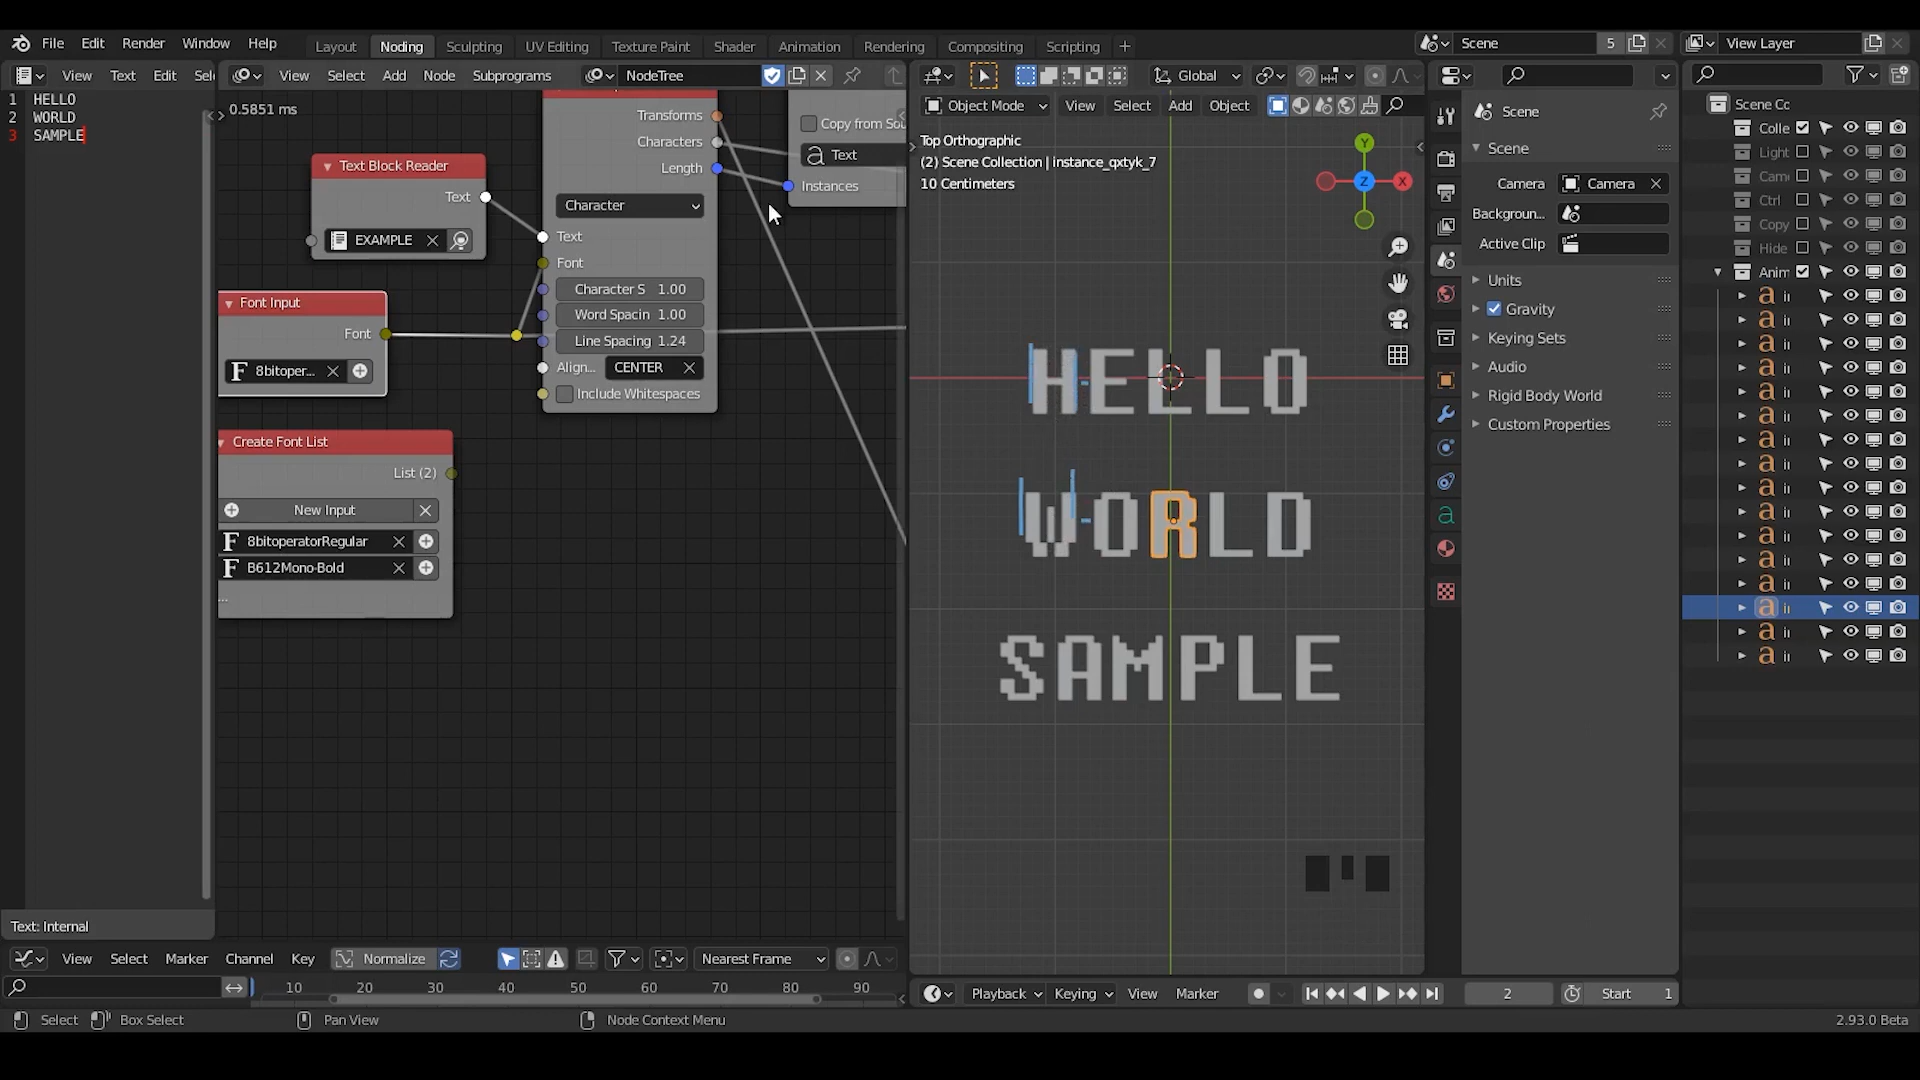 File Edit Render Window Help Layout Noding Sculpting UV Editing Texture Paint Shader Animation Rendering Compositing Scripting Scene 5 View Layer
View Text Edit Sel View Select Add Node Subprograms NodeTree Global
1 HELLO
2 WORLD
3 SAMPLE
0.5851 ms
Text Block Reader
Text
EXAMPLE
Font Input
Font
8bitoper...
Create Font List
List (2)
New Input
8bitoperatorRegular
B612Mono-Bold
...
Transforms
Characters
Length
Character
Text
Font
Character S 1.00
Word Spacin 1.00
Line Spacing 1.24
Align... CENTER
Include Whitespaces
Copy from Sou
Text
Instances
Object Mode View Select Add Object
Top Orthographic
(2) Scene Collection | instance_qxtyk_7
10 Centimeters
Y
Z X
HELLO
WORLD
SAMPLE
Scene
Scene
Camera Camera
Backgroun...
Active Clip
Units
Gravity
Keying Sets
Audio
Rigid Body World
Custom Properties
Scene Cc
Colle
Light
Came
Ctrl
Copy
Hide
Anim
Text: Internal
View Select Marker Channel Key Normalize Nearest Frame
10 20 30 40 50 60 70 80 90
Playback Keying View Marker 2 Start 1
Select Box Select Pan View Node Context Menu 2.93.0 Beta